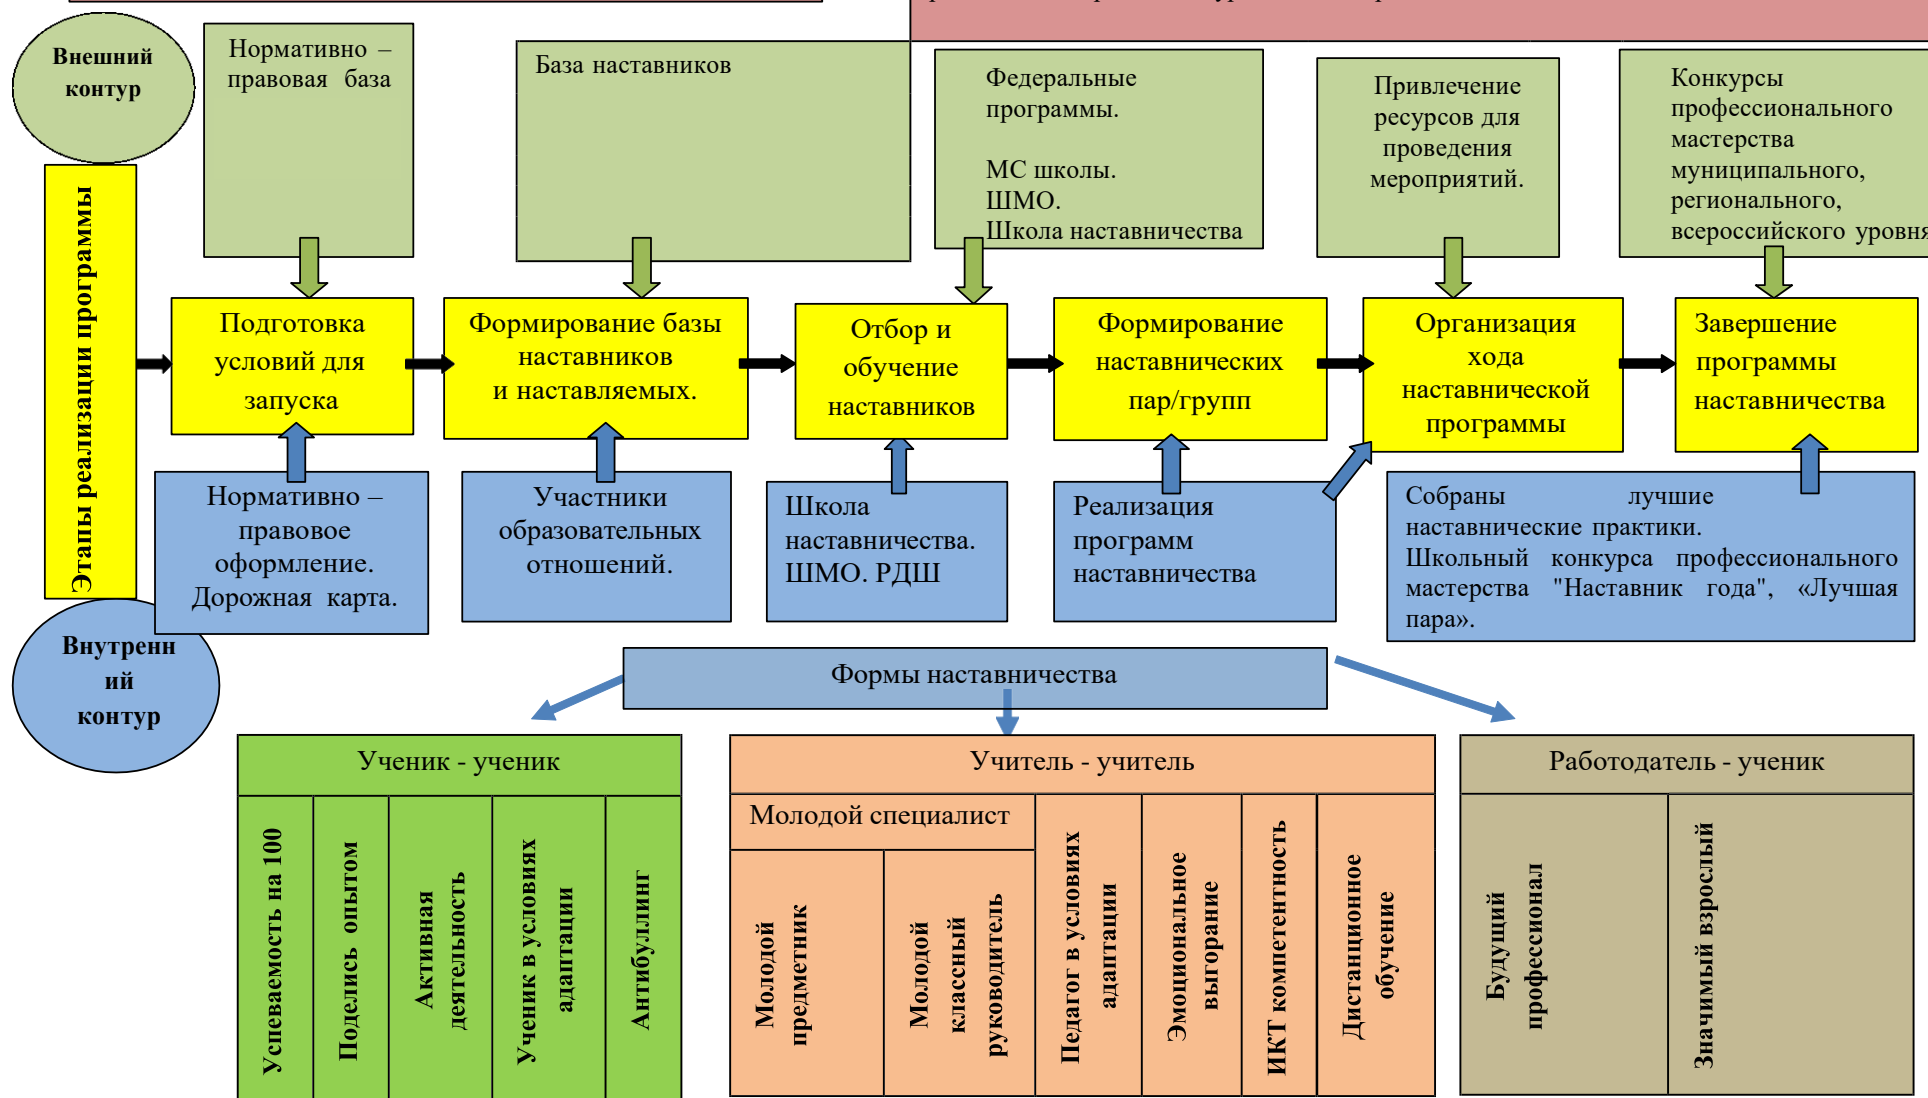 Внешний
контур
Нормативно –
правовая база
База наставников
Федеральные
программы.
МС школы.
ШМО.
Школа наставничества
Привлечение
ресурсов для
проведения
мероприятий.
Конкурсы
профессионального
мастерства
муниципального,
регионального,
всероссийского уровня
Этапы реализации программы
Подготовка
условий для
запуска
Формирование базы
наставников
и наставляемых.
Отбор и
обучение
наставников
Формирование
наставнических
пар/групп
Организация
хода
наставнической
программы
Завершение
программы
наставничества
Нормативно –
правовое
оформление.
Дорожная карта.
Участники
образовательных
отношений.
Школа
наставничества.
ШМО. РДШ
Реализация
программ
наставничества
Собраны лучшие
наставнические практики.
Школьный конкурса профессионального
мастерства "Наставник года", «Лучшая
пара».
Внутренн
ий
контур
Формы наставничества
Ученик - ученик
Успеваемость на 100
Поделись опытом
Активная
деятельность
Ученик в условиях
адаптации
Антибуллинг
Учитель - учитель
Молодой специалист
Молодой
предметник
Молодой
классный
руководитель
Педагог в условиях
адаптации
Эмоциональное
выгорание
ИКТ компетентность
Дистанционное
обучение
Работодатель - ученик
Будущий
профессионал
Значимый взрослый